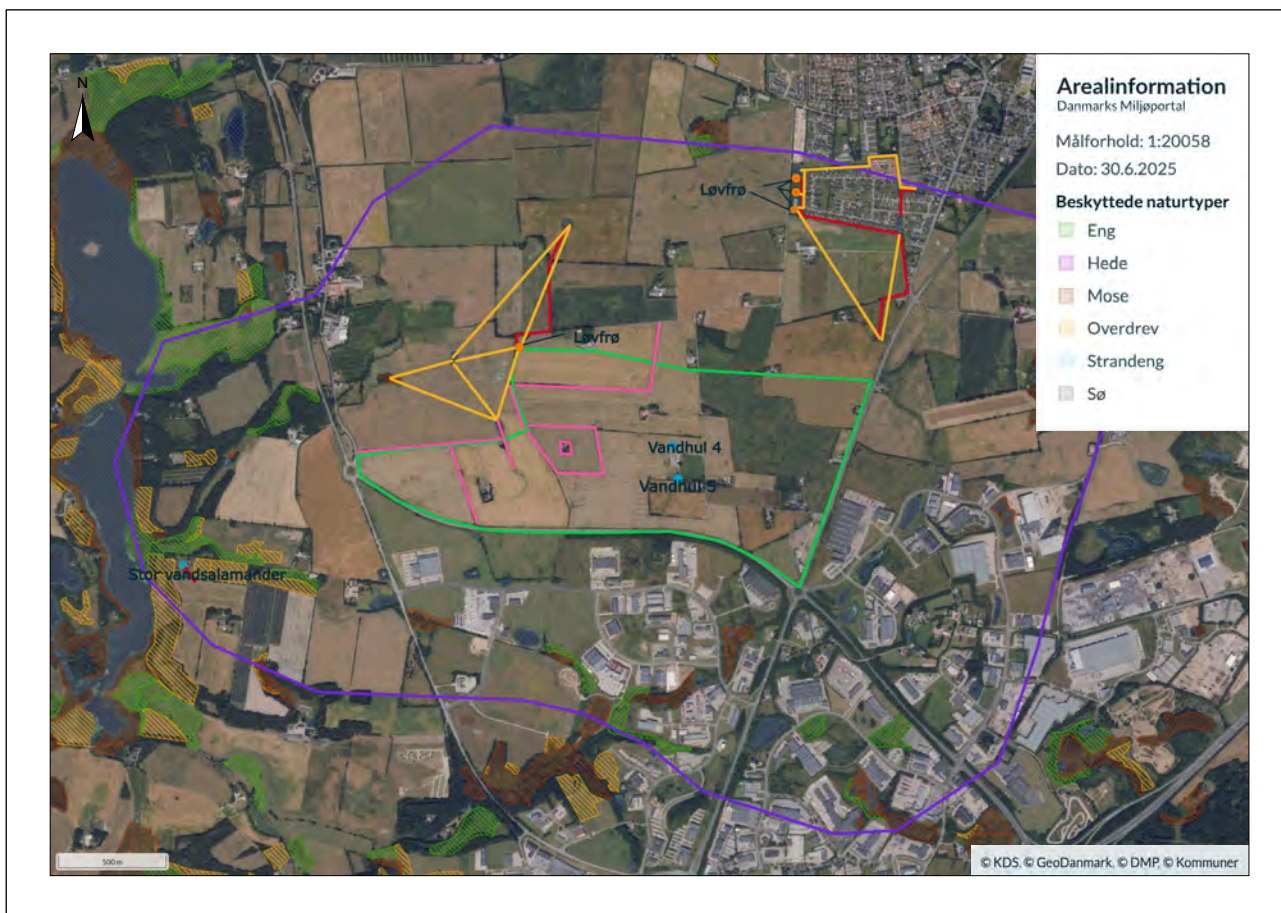 N
Arealinformation
Danmarks Miljøportal
Målforhold: 1:20058
Dato: 30.6.2025
Beskyttede naturtyper
Eng
Hede
Mose
Overdrev
Strandeng
Sø
Løvfrø
Løvfrø
Vandhul 4
Vandhul 5
Stor vandsalamander
500 m
© KDS. © GeoDanmark. © DMP. © Kommuner